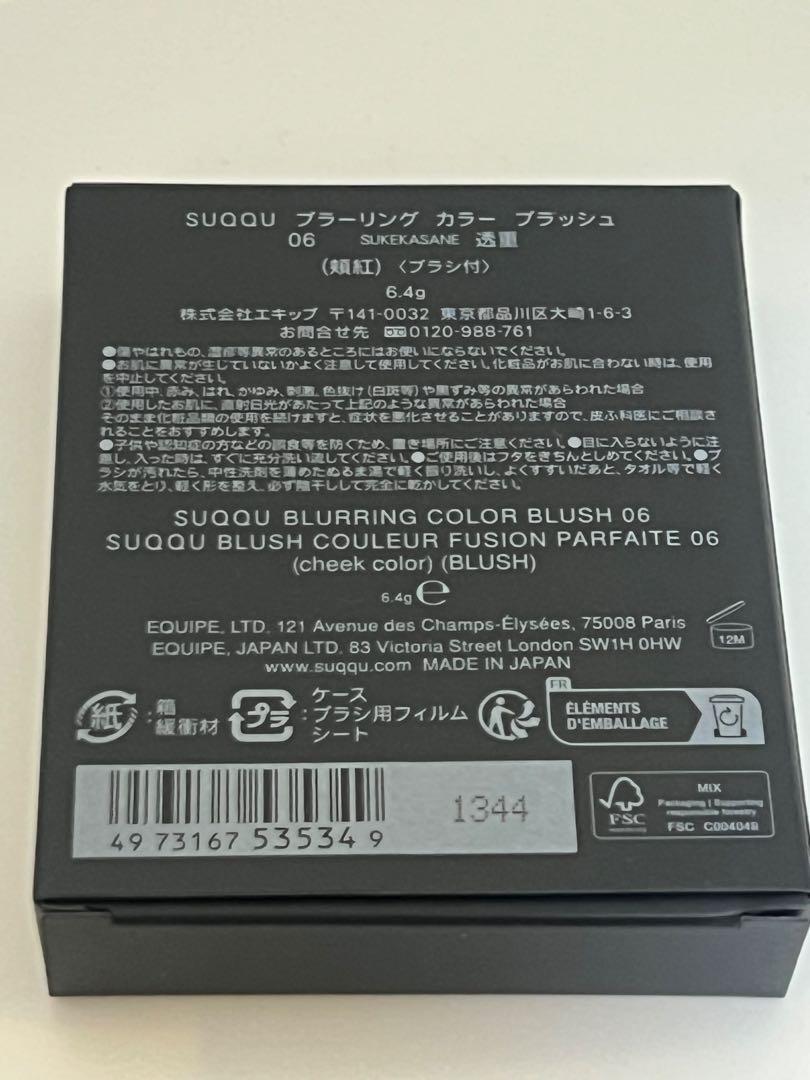 SUQQU ブラーリング カラー ブラッシュ
06 SUKEKASANE 透重
(頬紅) 〈ブラシ付〉
6.4g
株式会社エキップ 〒141-0032 東京都品川区大崎1-6-3
お問合せ先 0120-988-761
●傷やはれもの、湿疹等異常のあるところにはお使いにならないでください。
●お肌に異常が生じていないかよく注意して使用してください。化粧品がお肌に合わない時は、使用
を中止してください。
①使用中、赤み、はれ、かゆみ、刺激、色抜け(白斑等)や黒ずみ等の異常があらわれた場合
②使用したお肌に、直射日光があたって上記のような異常があらわれた場合
そのまま化粧品類の使用を続けますと、症状を悪化させることがありますので、皮ふ科医にご相談さ
れることをおすすめします。
●子供や認知症の方などの誤食等を防ぐため、置き場所にご注意ください。●目に入らないように注
意し、入った時は、すぐに充分洗い流してください。●ご使用後はフタをきちんとしめてください。●ブ
ラシが汚れたら、中性洗剤を薄めたぬるま湯で軽く振り洗いし、よくすすいだあと、タオル等で軽く
水気をとり、軽く形を整え、必ず陰干しして完全に乾かしてください。
SUQQU BLURRING COLOR BLUSH 06
SUQQU BLUSH COULEUR FUSION PARFAITE 06
(cheek color) (BLUSH)
6.4g ℮
EQUIPE, LTD. 121 Avenue des Champs-Élysées, 75008 Paris
EQUIPE, JAPAN LTD. 83 Victoria Street London SW1H 0HW
www.suqqu.com MADE IN JAPAN
12M
紙 : 箱
緩衝材
プラ : ケース
ブラシ用フィルム
シート
FR
ÉLÉMENTS
D'EMBALLAGE
4973167535349
1344
FSC
MIX
Packaging | Supporting
responsible forestry
FSC